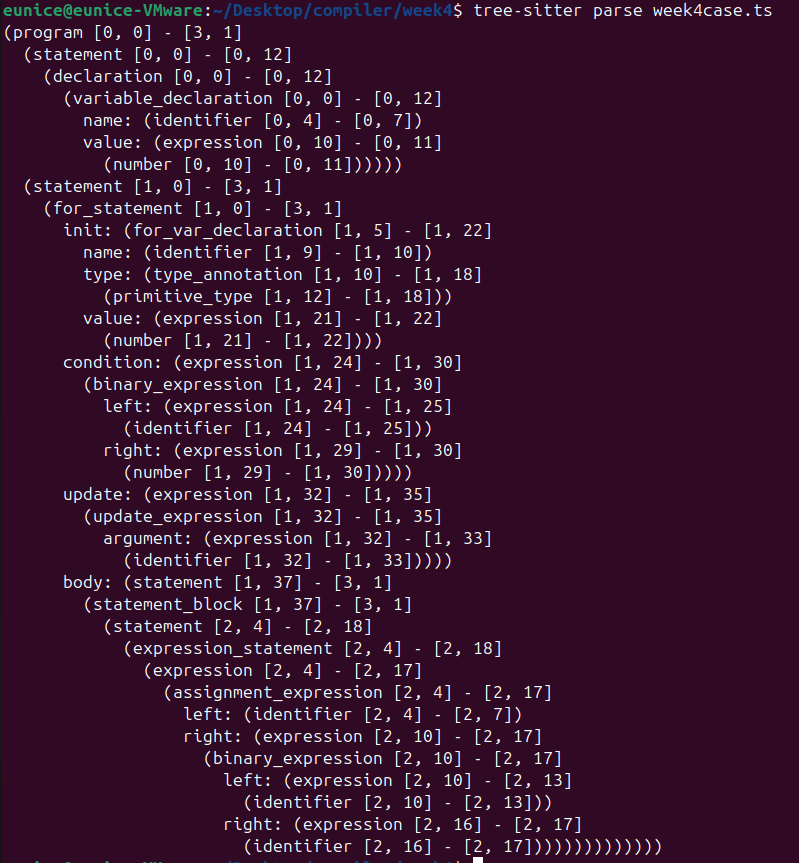 eunice@eunice-VMware:~/Desktop/compiler/week4$ tree-sitter parse week4case.ts
(program [0, 0] - [3, 1]
  (statement [0, 0] - [0, 12]
    (declaration [0, 0] - [0, 12]
      (variable_declaration [0, 0] - [0, 12]
        name: (identifier [0, 4] - [0, 7])
        value: (expression [0, 10] - [0, 11]
          (number [0, 10] - [0, 11])))))
  (statement [1, 0] - [3, 1]
    (for_statement [1, 0] - [3, 1]
      init: (for_var_declaration [1, 5] - [1, 22]
        name: (identifier [1, 9] - [1, 10])
        type: (type_annotation [1, 10] - [1, 18]
          (primitive_type [1, 12] - [1, 18]))
        value: (expression [1, 21] - [1, 22]
          (number [1, 21] - [1, 22])))
      condition: (expression [1, 24] - [1, 30]
        (binary_expression [1, 24] - [1, 30]
          left: (expression [1, 24] - [1, 25]
            (identifier [1, 24] - [1, 25]))
          right: (expression [1, 29] - [1, 30]
            (number [1, 29] - [1, 30]))))
      update: (expression [1, 32] - [1, 35]
        (update_expression [1, 32] - [1, 35]
          argument: (expression [1, 32] - [1, 33]
            (identifier [1, 32] - [1, 33]))))
      body: (statement [1, 37] - [3, 1]
        (statement_block [1, 37] - [3, 1]
          (statement [2, 4] - [2, 18]
            (expression_statement [2, 4] - [2, 18]
              (expression [2, 4] - [2, 17]
                (assignment_expression [2, 4] - [2, 17]
                  left: (identifier [2, 4] - [2, 7])
                  right: (expression [2, 10] - [2, 17]
                    (binary_expression [2, 10] - [2, 17]
                      left: (expression [2, 10] - [2, 13]
                        (identifier [2, 10] - [2, 13]))
                      right: (expression [2, 16] - [2, 17]
                        (identifier [2, 16] - [2, 17])))))))))))))